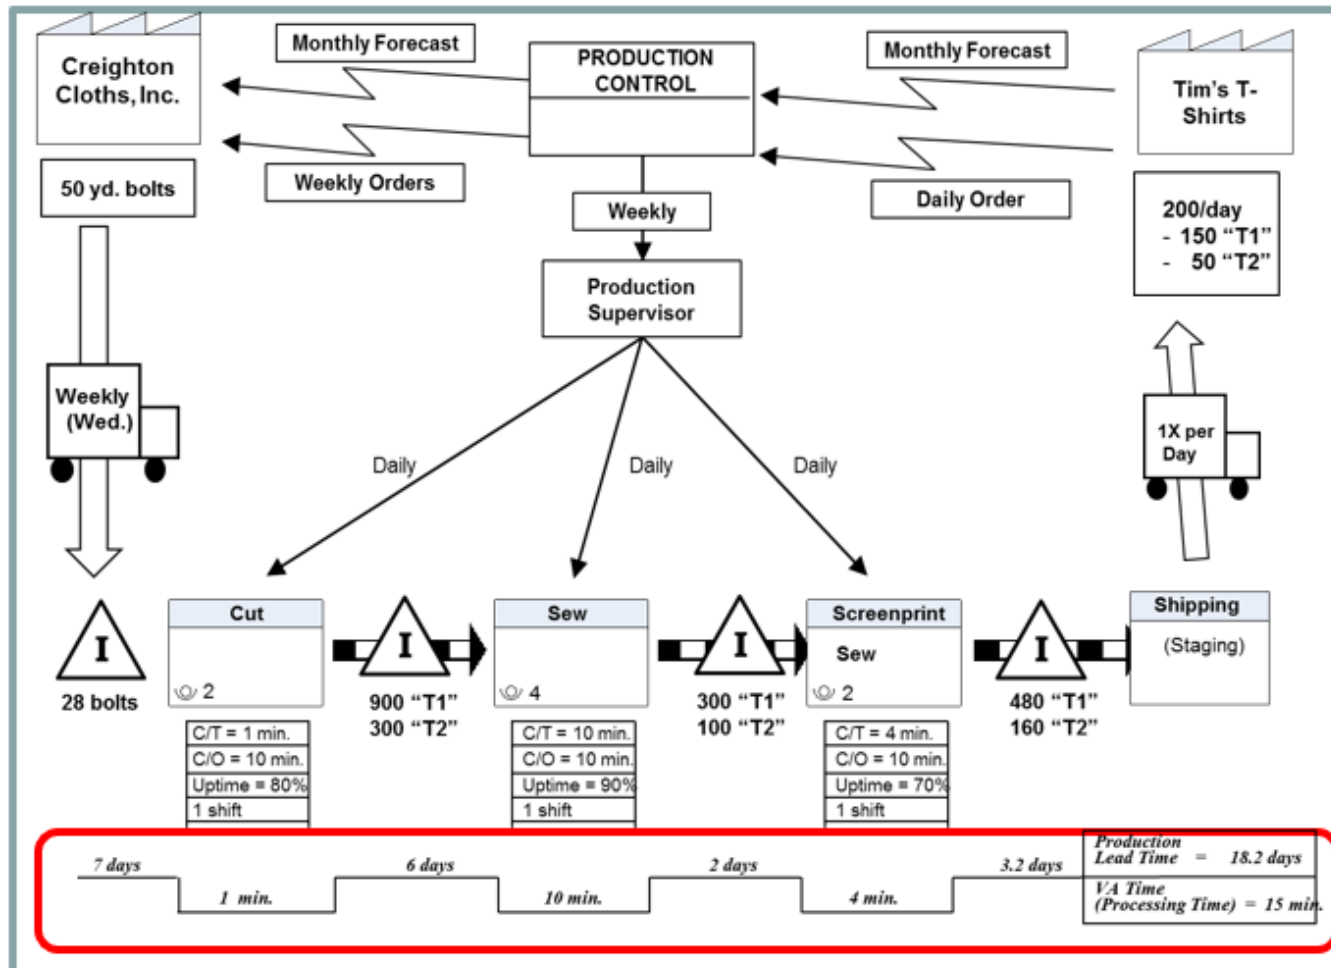 Creighton
Cloths, Inc.
Monthly Forecast
PRODUCTION
CONTROL
Monthly Forecast
Tim's T-
Shirts
50 yd. bolts
Weekly Orders
Weekly
Daily Order
200/day
- 150 “T1”
- 50 “T2”
Production
Supervisor
Weekly
(Wed.)
1X per
Day
Daily
Daily
Daily
I
28 bolts
Cut
2
C/T = 1 min.
C/O = 10 min.
Uptime = 80%
1 shift
I
900 “T1”
300 “T2”
Sew
4
C/T = 10 min.
C/O = 10 min.
Uptime = 90%
1 shift
I
300 “T1”
100 “T2”
Screenprint
Sew
2
C/T = 4 min.
C/O = 10 min.
Uptime = 70%
1 shift
I
480 “T1”
160 “T2”
Shipping
(Staging)
7 days
1 min.
6 days
10 min.
2 days
4 min.
3.2 days
Production
Lead Time = 18.2 days
VA Time
(Processing Time) = 15 min.